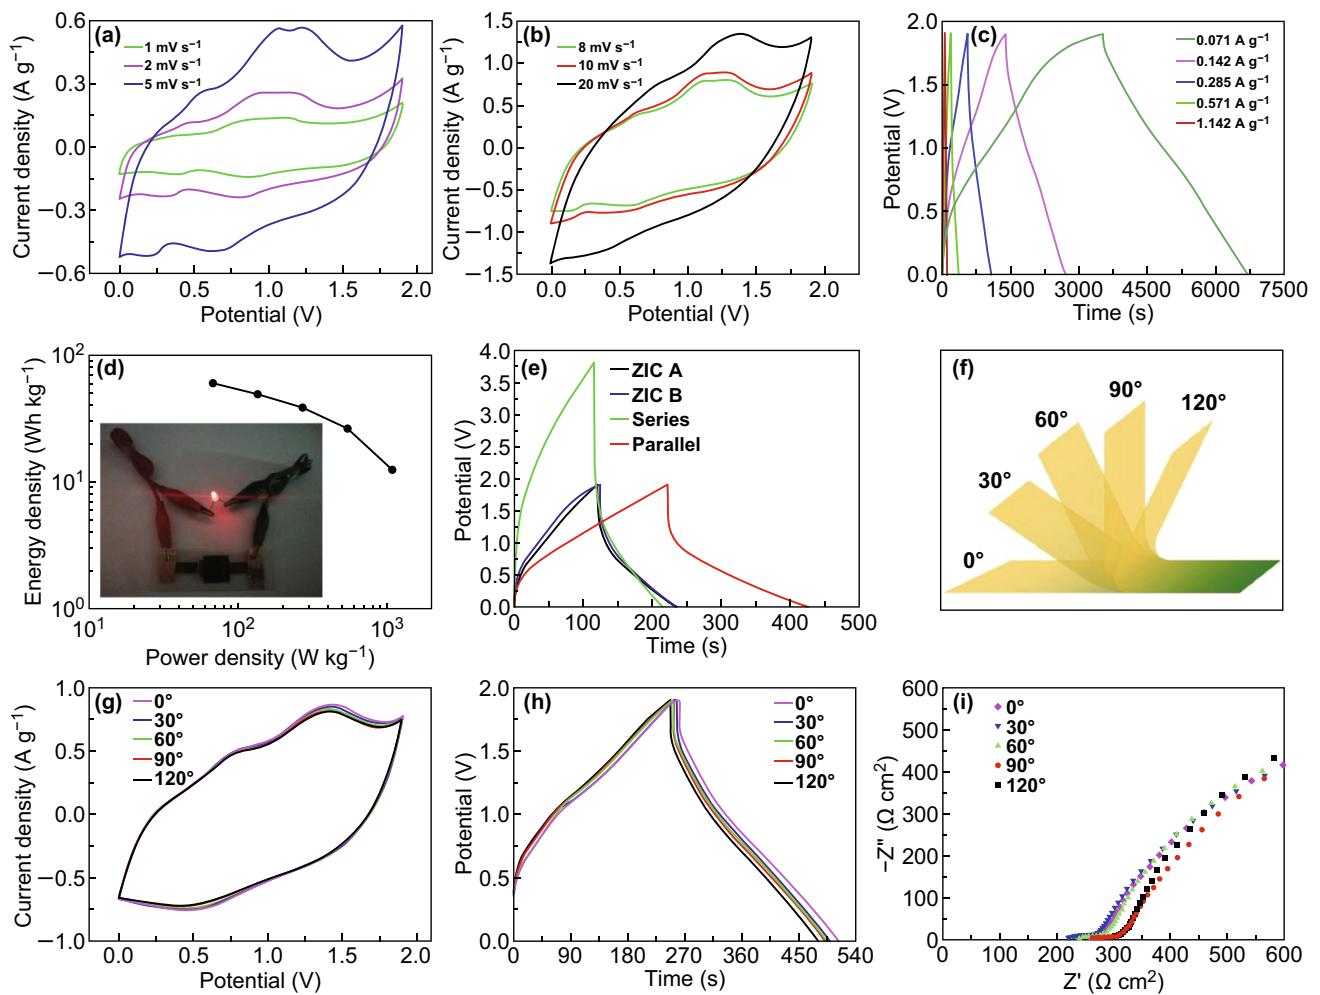 (a)
1 mV s⁻¹
2 mV s⁻¹
5 mV s⁻¹
0.6
0.3
0.0
−0.3
−0.6
Current density (A g⁻¹)
0.0 0.5 1.0 1.5 2.0
Potential (V)
(b)
8 mV s⁻¹
10 mV s⁻¹
20 mV s⁻¹
1.5
1.0
0.5
0.0
−0.5
−1.0
−1.5
Current density (A g⁻¹)
0.0 0.5 1.0 1.5 2.0
Potential (V)
(c)
0.071 A g⁻¹
0.142 A g⁻¹
0.285 A g⁻¹
0.571 A g⁻¹
1.142 A g⁻¹
2.0
1.5
1.0
0.5
0.0
Potential (V)
0 1500 3000 4500 6000 7500
Time (s)
(d)
10²
10¹
10⁰
Energy density (Wh kg⁻¹)
10¹ 10² 10³
Power density (W kg⁻¹)
(e)
ZIC A
ZIC B
Series
Parallel
4.0
3.5
3.0
2.5
2.0
1.5
1.0
0.5
0.0
Potential (V)
0 100 200 300 400 500
Time (s)
(f)
0°
30°
60°
90°
120°
(g)
0°
30°
60°
90°
120°
1.0
0.5
0.0
−0.5
−1.0
Current density (A g⁻¹)
0.0 0.5 1.0 1.5 2.0
Potential (V)
(h)
0°
30°
60°
90°
120°
2.0
1.5
1.0
0.5
0.0
Potential (V)
0 90 180 270 360 450 540
Time (s)
(i)
0°
30°
60°
90°
120°
600
500
400
300
200
100
0
−Z" (Ω cm2)
0 100 200 300 400 500 600
Z' (Ω cm2)